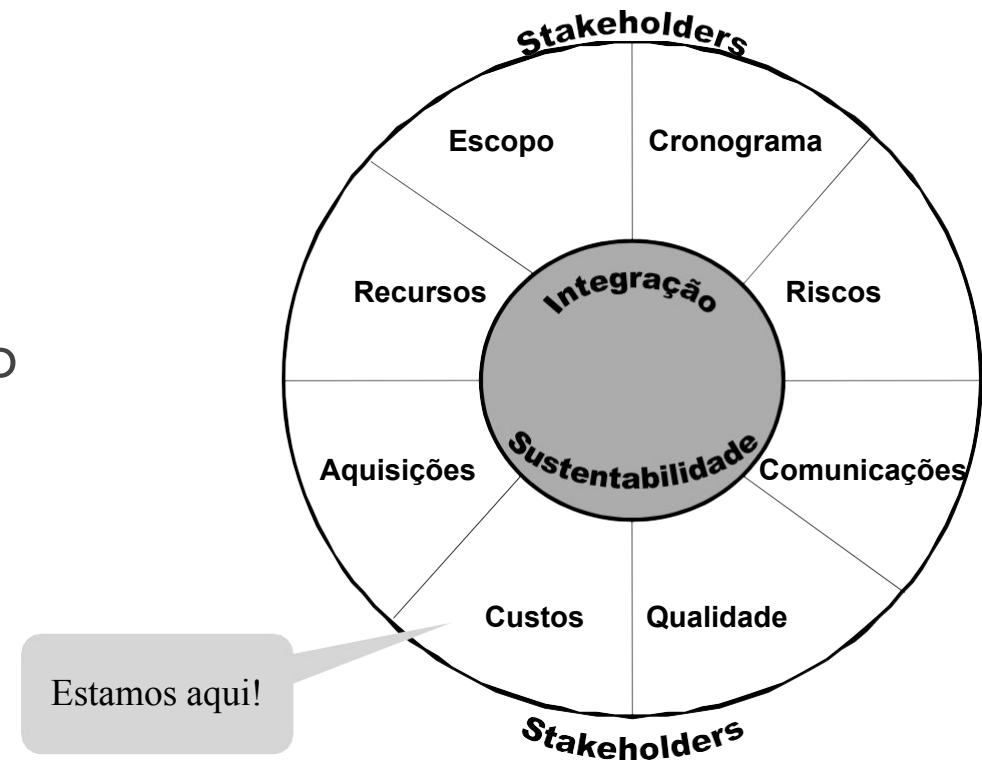 Stakeholders
Escopo
Cronograma
Recursos
Integração
Riscos
Aquisições
Sustentabilidade
Comunicações
Custos
Qualidade
Estamos aqui!
Stakeholders